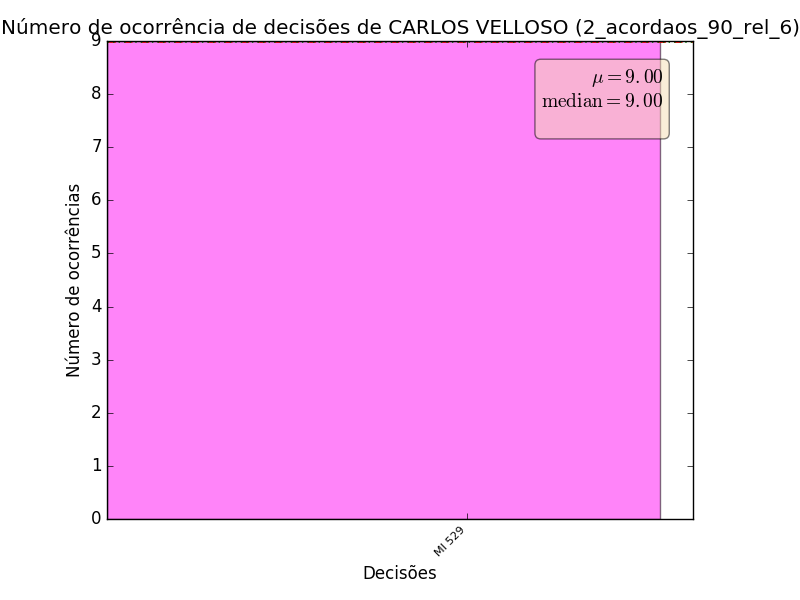 Número de ocorrência de decisões de CARLOS VELLOSO (2_acordaos_90_rel_6)
9
8
7
6
5
4
3
2
1
0
Número de ocorrências
μ = 9.00
median = 9.00
MI 529
Decisões